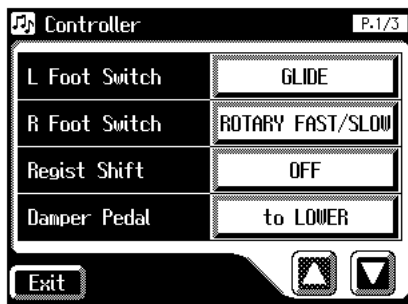 Controller P.1/3
L Foot Switch GLIDE
R Foot Switch ROTARY FAST/SLOW
Regist Shift OFF
Damper Pedal to LOWER
Exit